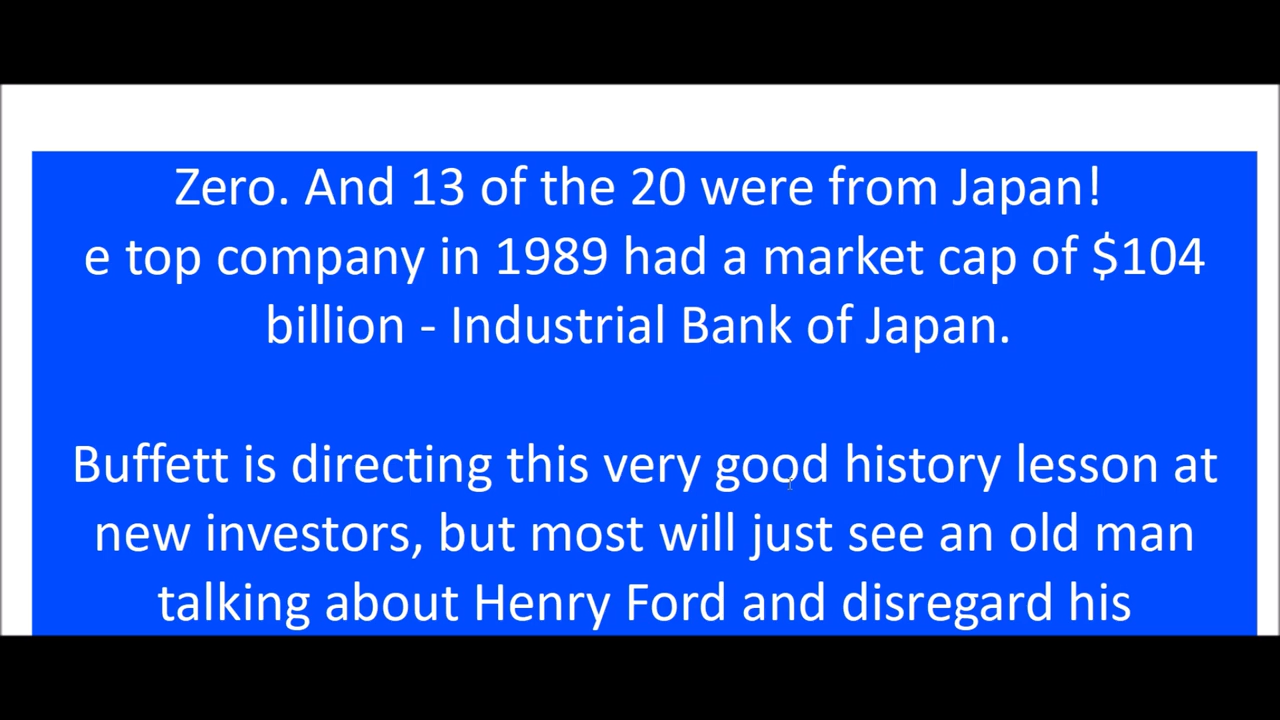 Zero. And 13 of the 20 were from Japan!
e top company in 1989 had a market cap of $104
billion - Industrial Bank of Japan.
Buffett is directing this very good history lesson at
new investors, but most will just see an old man
talking about Henry Ford and disregard his